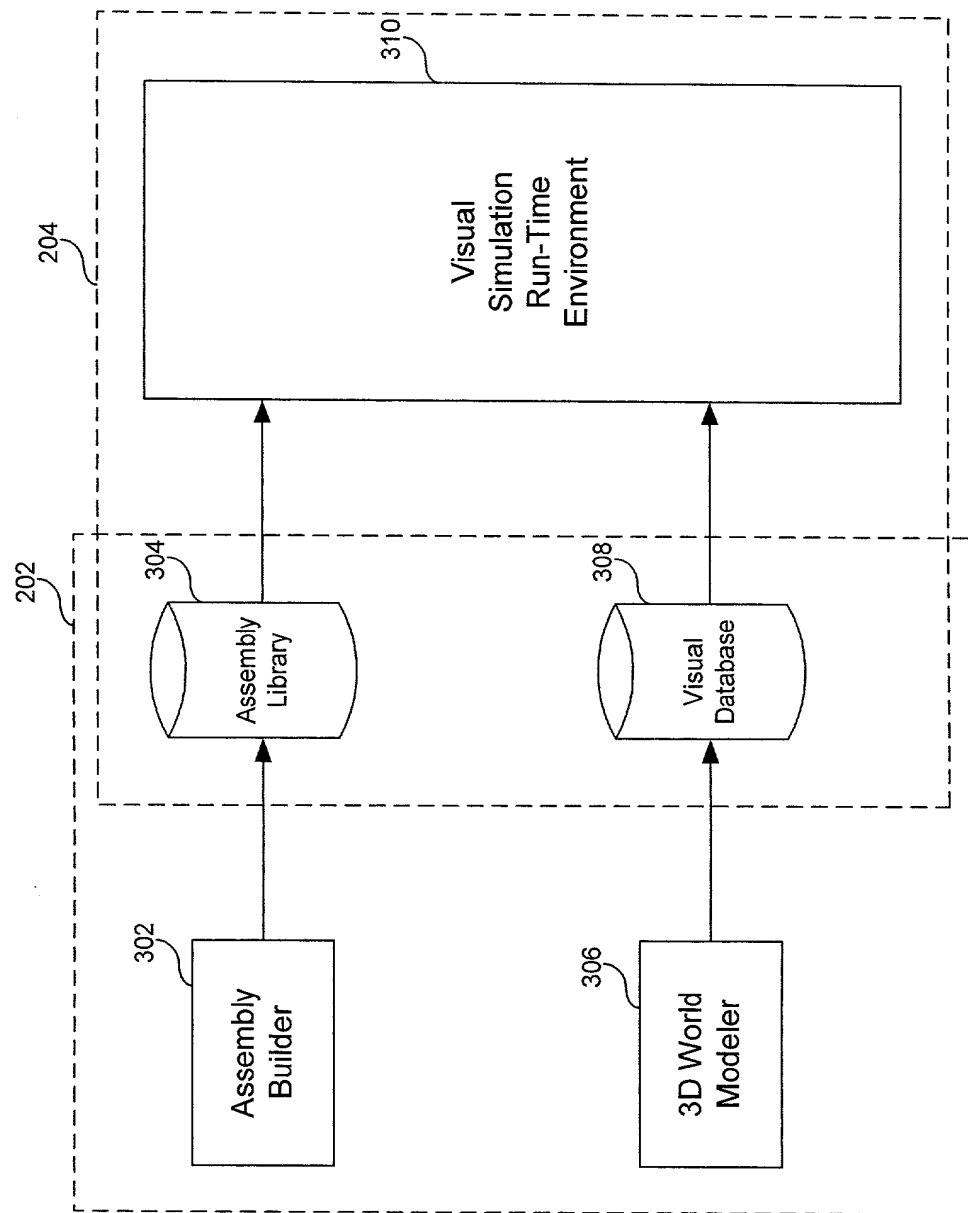 202
204
302
Assembly
Builder
304
Assembly
Library
310
Visual
Simulation
Run-Time
Environment
306
3D World
Modeler
308
Visual
Database